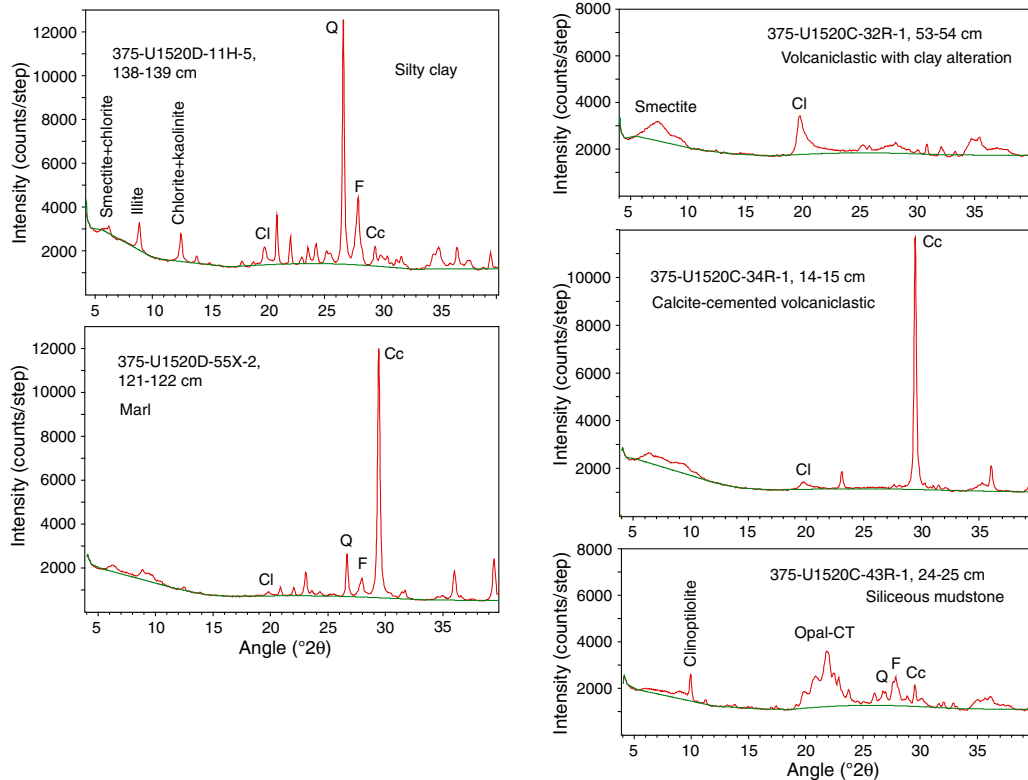 12000
10000
8000
6000
4000
2000
Intensity (counts/step)
375-U1520D-11H-5,
138-139 cm
Silty clay
Smectite+chlorite
Illite
Chlorite+kaolinite
Cl
Q
F
Cc
5 10 15 20 25 30 35
12000
10000
8000
6000
4000
2000
Intensity (counts/step)
375-U1520D-55X-2,
121-122 cm
Marl
Cl
Q
F
Cc
5 10 15 20 25 30 35
Angle (°2θ)
8000
6000
4000
2000
Intensity (counts/step)
375-U1520C-32R-1, 53-54 cm
Volcaniclastic with clay alteration
Smectite
Cl
5 10 15 20 25 30 35
10000
8000
6000
4000
2000
Intensity (counts/step)
375-U1520C-34R-1, 14-15 cm
Calcite-cemented volcaniclastic
Cl
Cc
5 10 15 20 25 30 35
8000
6000
4000
2000
Intensity (counts/step)
375-U1520C-43R-1, 24-25 cm
Siliceous mudstone
Clinoptilolite
Opal-CT
Q
F
Cc
5 10 15 20 25 30 35
Angle (°2θ)